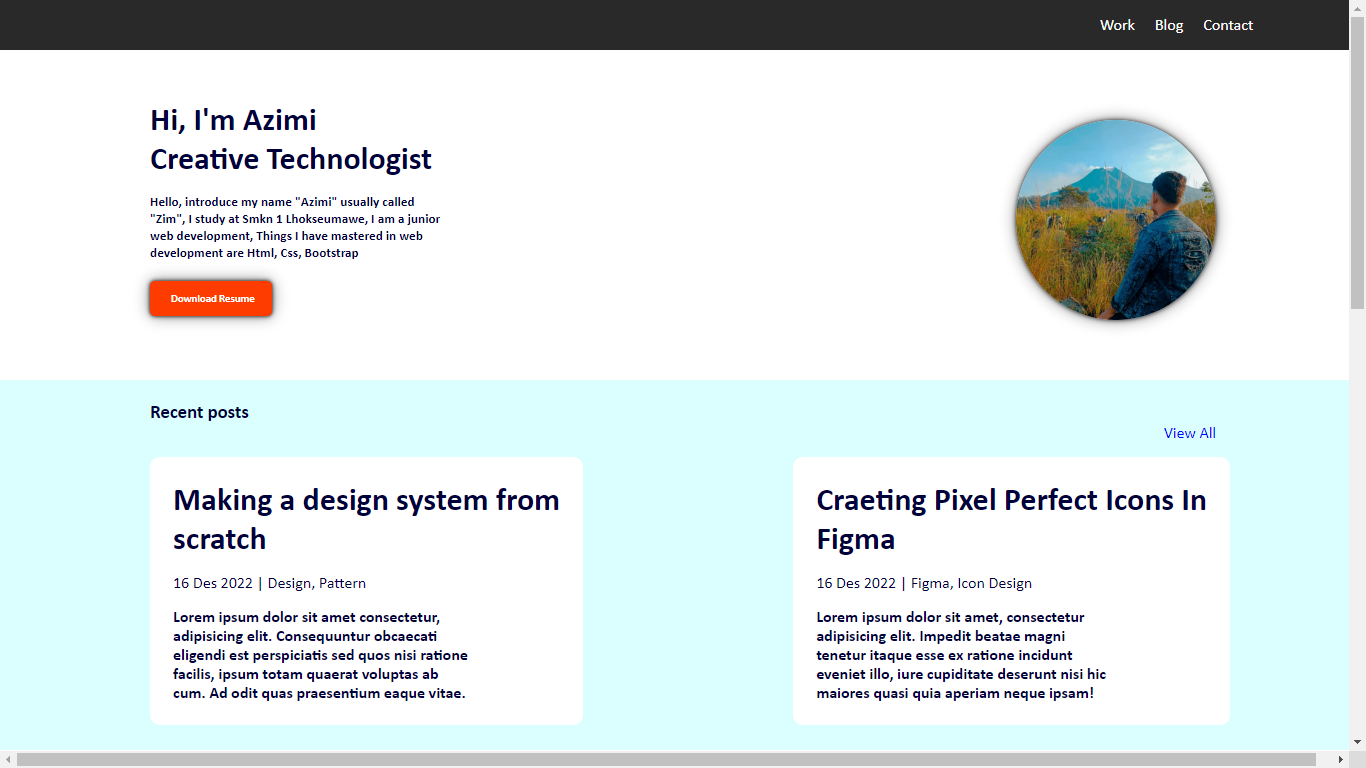 Work Blog Contact
Hi, I'm Azimi
Creative Technologist
Hello, introduce my name "Azimi" usually called
"Zim", I study at Smkn 1 Lhokseumawe, I am a junior
web development, Things I have mastered in web
development are Html, Css, Bootstrap
Download Resume
Recent posts
View All
Making a design system from
scratch
16 Des 2022 | Design, Pattern
Lorem ipsum dolor sit amet consectetur,
adipisicing elit. Consequuntur obcaecati
eligendi est perspiciatis sed quos nisi ratione
facilis, ipsum totam quaerat voluptas ab
cum. Ad odit quas praesentium eaque vitae.
Craeting Pixel Perfect Icons In
Figma
16 Des 2022 | Figma, Icon Design
Lorem ipsum dolor sit amet, consectetur
adipisicing elit. Impedit beatae magni
tenetur itaque esse ex ratione incidunt
eveniet illo, iure cupiditate deserunt nisi hic
maiores quasi quia aperiam neque ipsam!